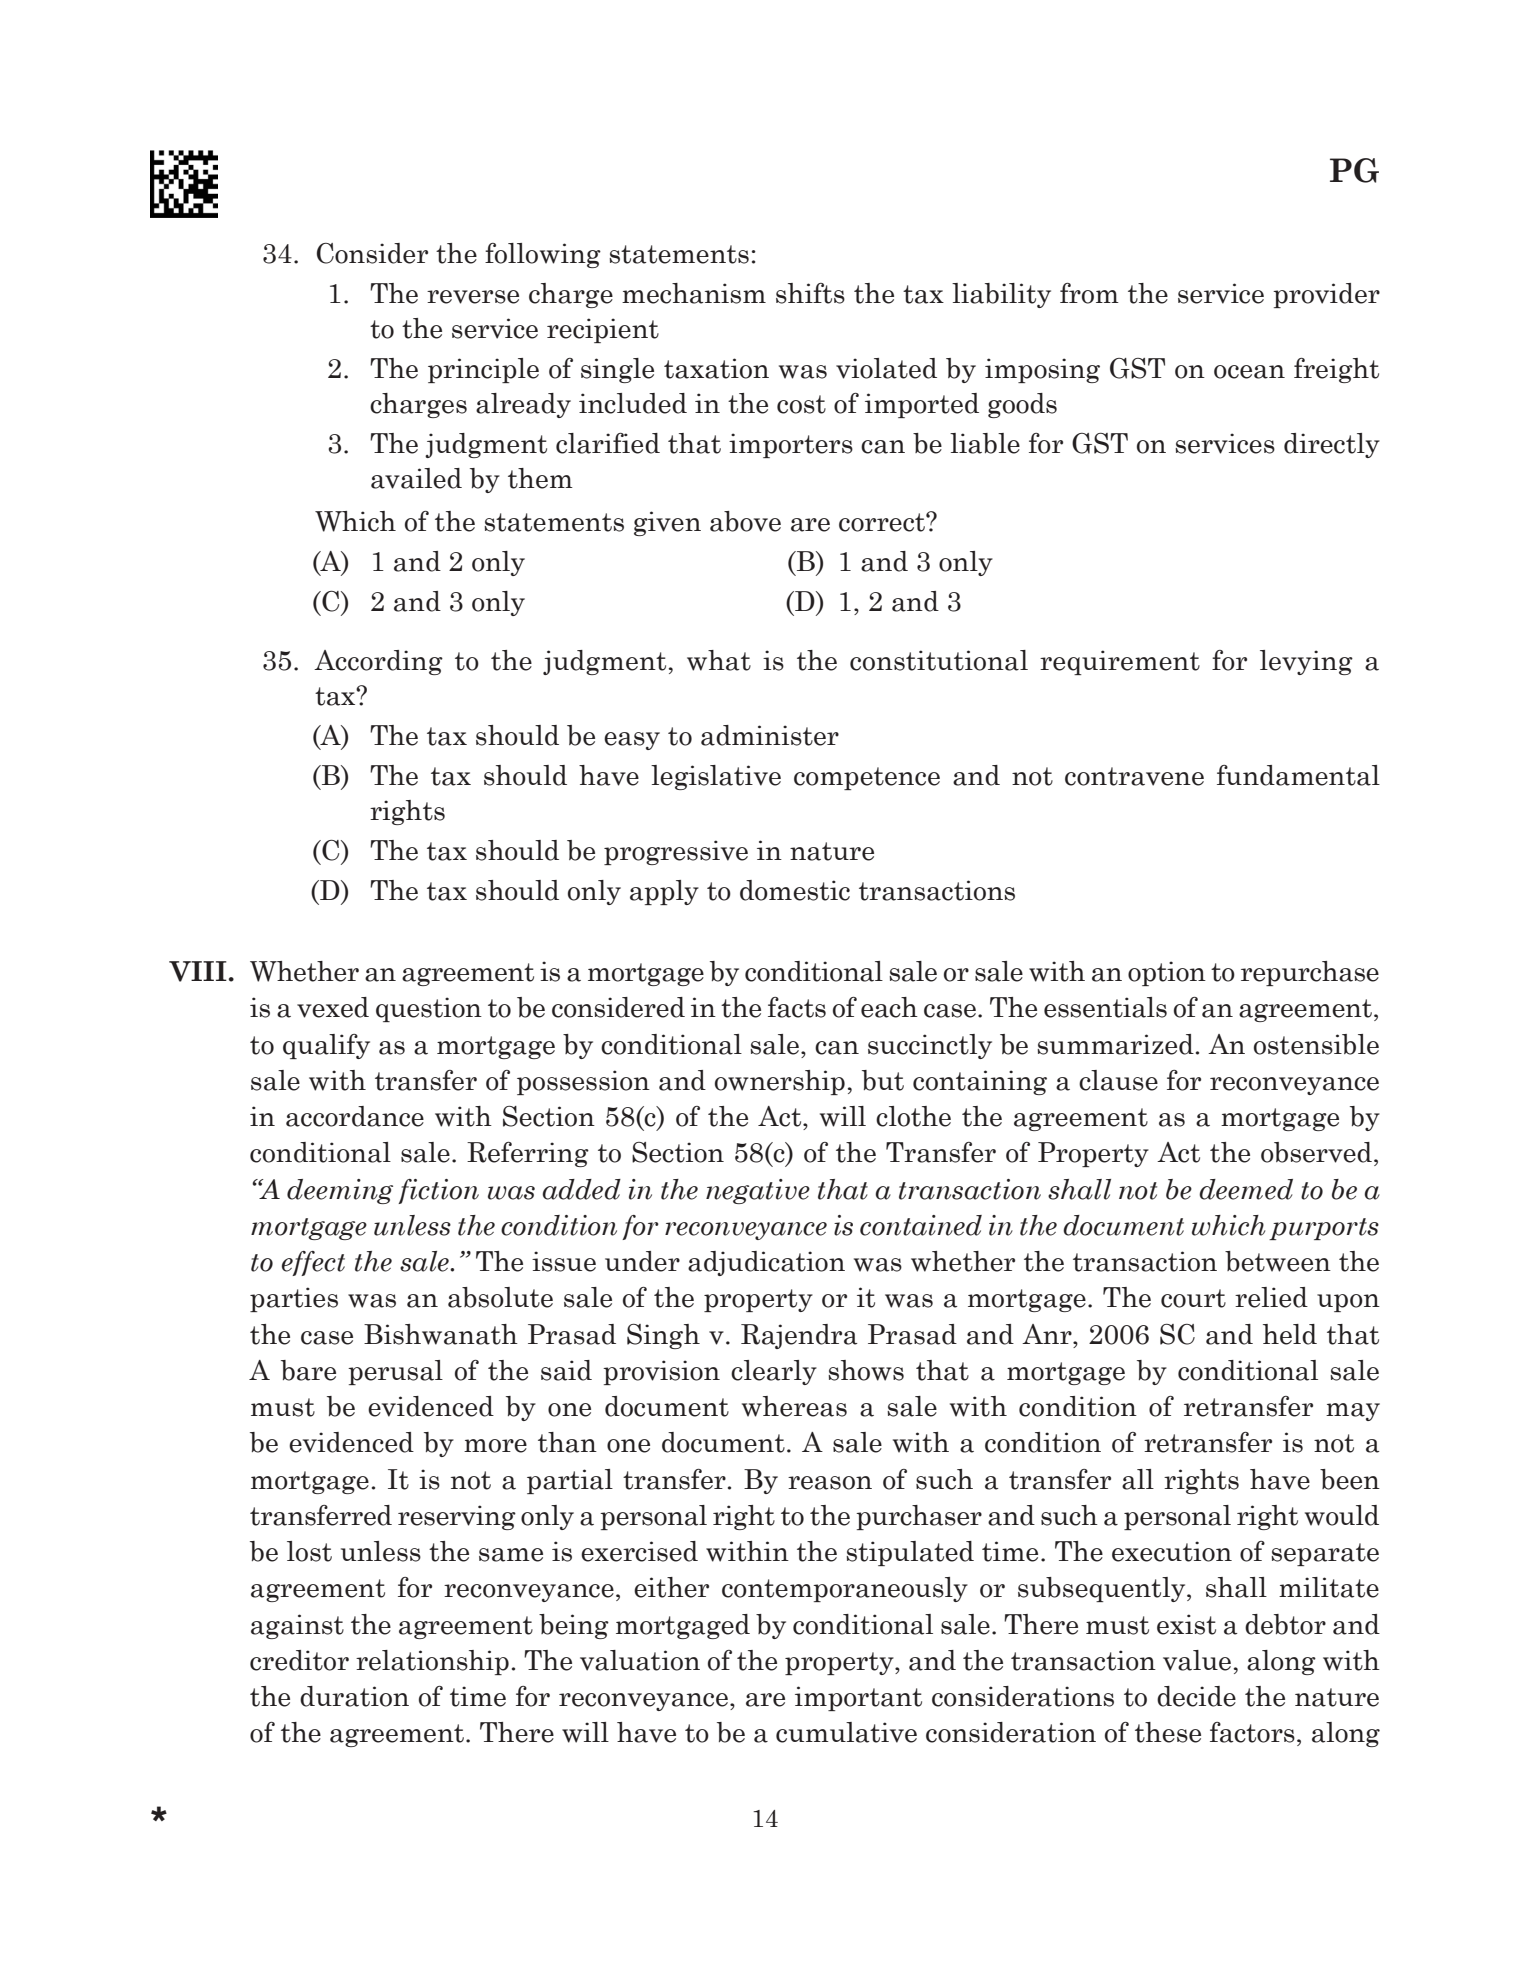 PG
34. Consider the following statements:
1. The reverse charge mechanism shifts the tax liability from the service provider
to the service recipient
2. The principle of single taxation was violated by imposing GST on ocean freight
charges already included in the cost of imported goods
3. The judgment clarified that importers can be liable for GST on services directly
availed by them
Which of the statements given above are correct?
(A) 1 and 2 only (B) 1 and 3 only
(C) 2 and 3 only (D) 1, 2 and 3
35. According to the judgment, what is the constitutional requirement for levying a
tax?
(A) The tax should be easy to administer
(B) The tax should have legislative competence and not contravene fundamental
rights
(C) The tax should be progressive in nature
(D) The tax should only apply to domestic transactions
VIII. Whether an agreement is a mortgage by conditional sale or sale with an option to repurchase
is a vexed question to be considered in the facts of each case. The essentials of an agreement,
to qualify as a mortgage by conditional sale, can succinctly be summarized. An ostensible
sale with transfer of possession and ownership, but containing a clause for reconveyance
in accordance with Section 58(c) of the Act, will clothe the agreement as a mortgage by
conditional sale. Referring to Section 58(c) of the Transfer of Property Act the observed,
“A deeming fiction was added in the negative that a transaction shall not be deemed to be a
mortgage unless the condition for reconveyance is contained in the document which purports
to effect the sale.” The issue under adjudication was whether the transaction between the
parties was an absolute sale of the property or it was a mortgage. The court relied upon
the case Bishwanath Prasad Singh v. Rajendra Prasad and Anr, 2006 SC and held that
A bare perusal of the said provision clearly shows that a mortgage by conditional sale
must be evidenced by one document whereas a sale with condition of retransfer may
be evidenced by more than one document. A sale with a condition of retransfer is not a
mortgage. It is not a partial transfer. By reason of such a transfer all rights have been
transferred reserving only a personal right to the purchaser and such a personal right would
be lost unless the same is exercised within the stipulated time. The execution of separate
agreement for reconveyance, either contemporaneously or subsequently, shall militate
against the agreement being mortgaged by conditional sale. There must exist a debtor and
creditor relationship. The valuation of the property, and the transaction value, along with
the duration of time for reconveyance, are important considerations to decide the nature
of the agreement. There will have to be a cumulative consideration of these factors, along
* 14